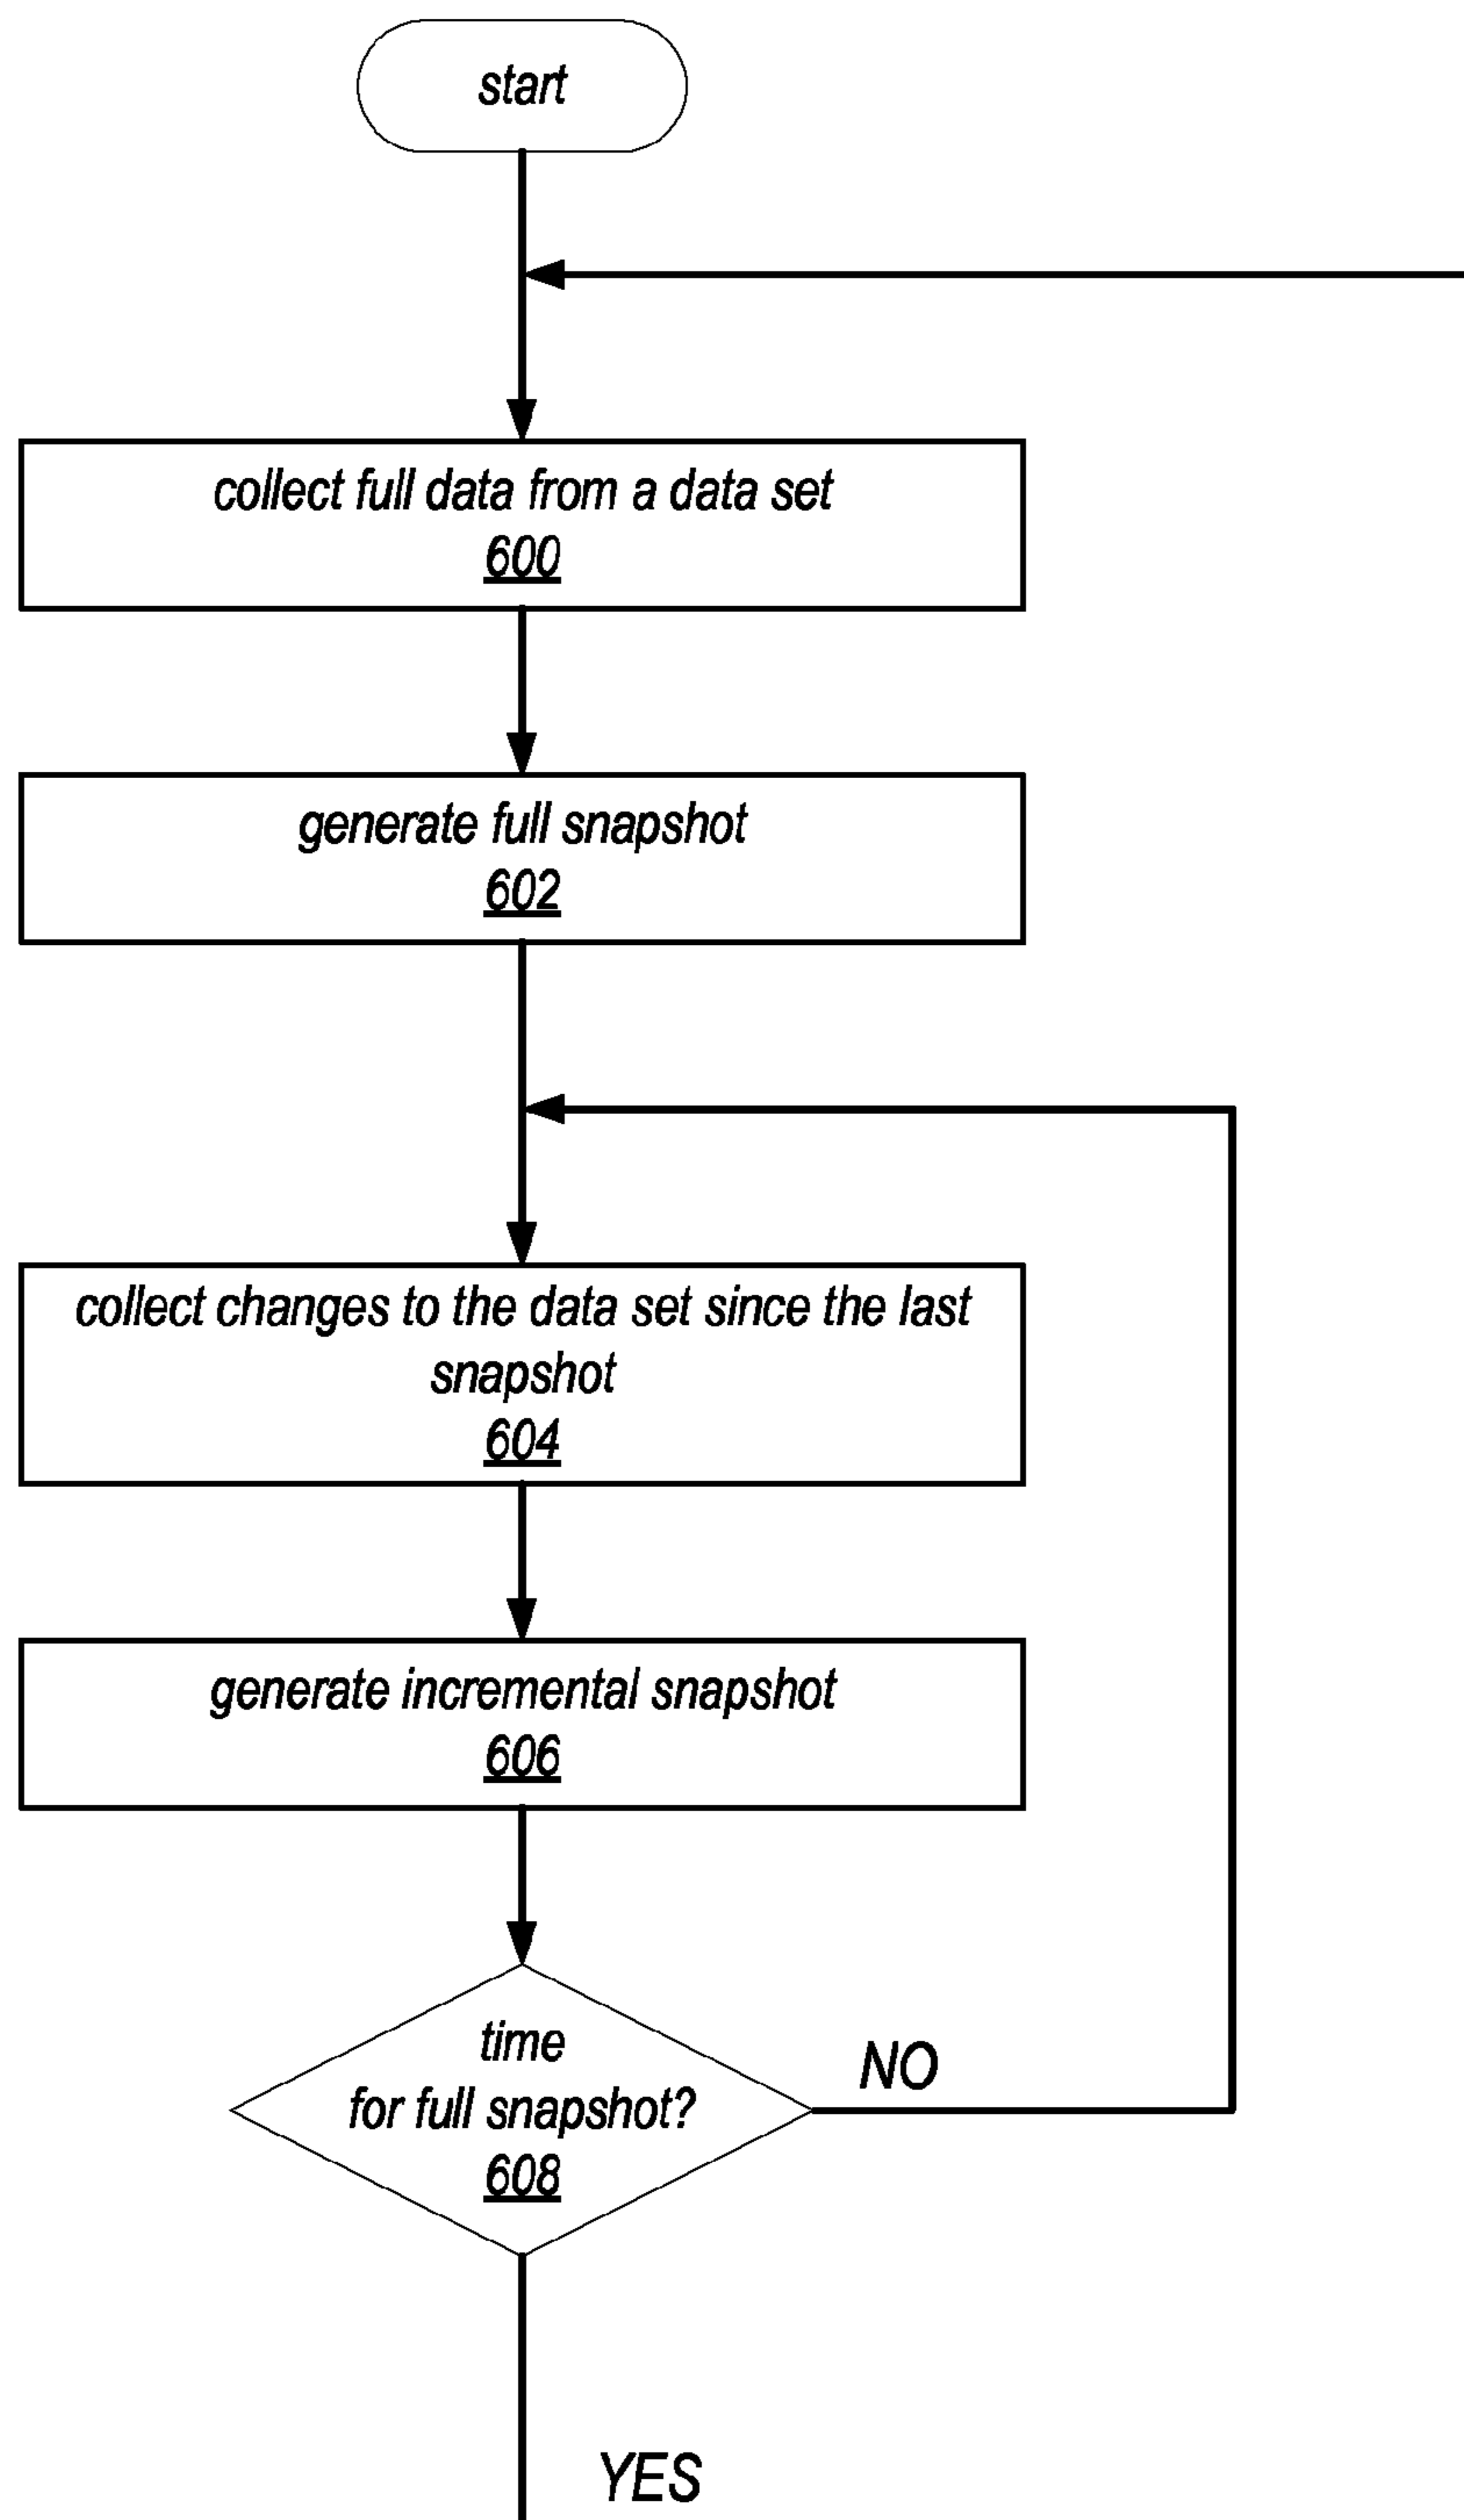 start
collect full data from a data set
600
generate full snapshot
602
collect changes to the data set since the last
snapshot
604
generate incremental snapshot
606
time
for full snapshot?
608
NO
YES